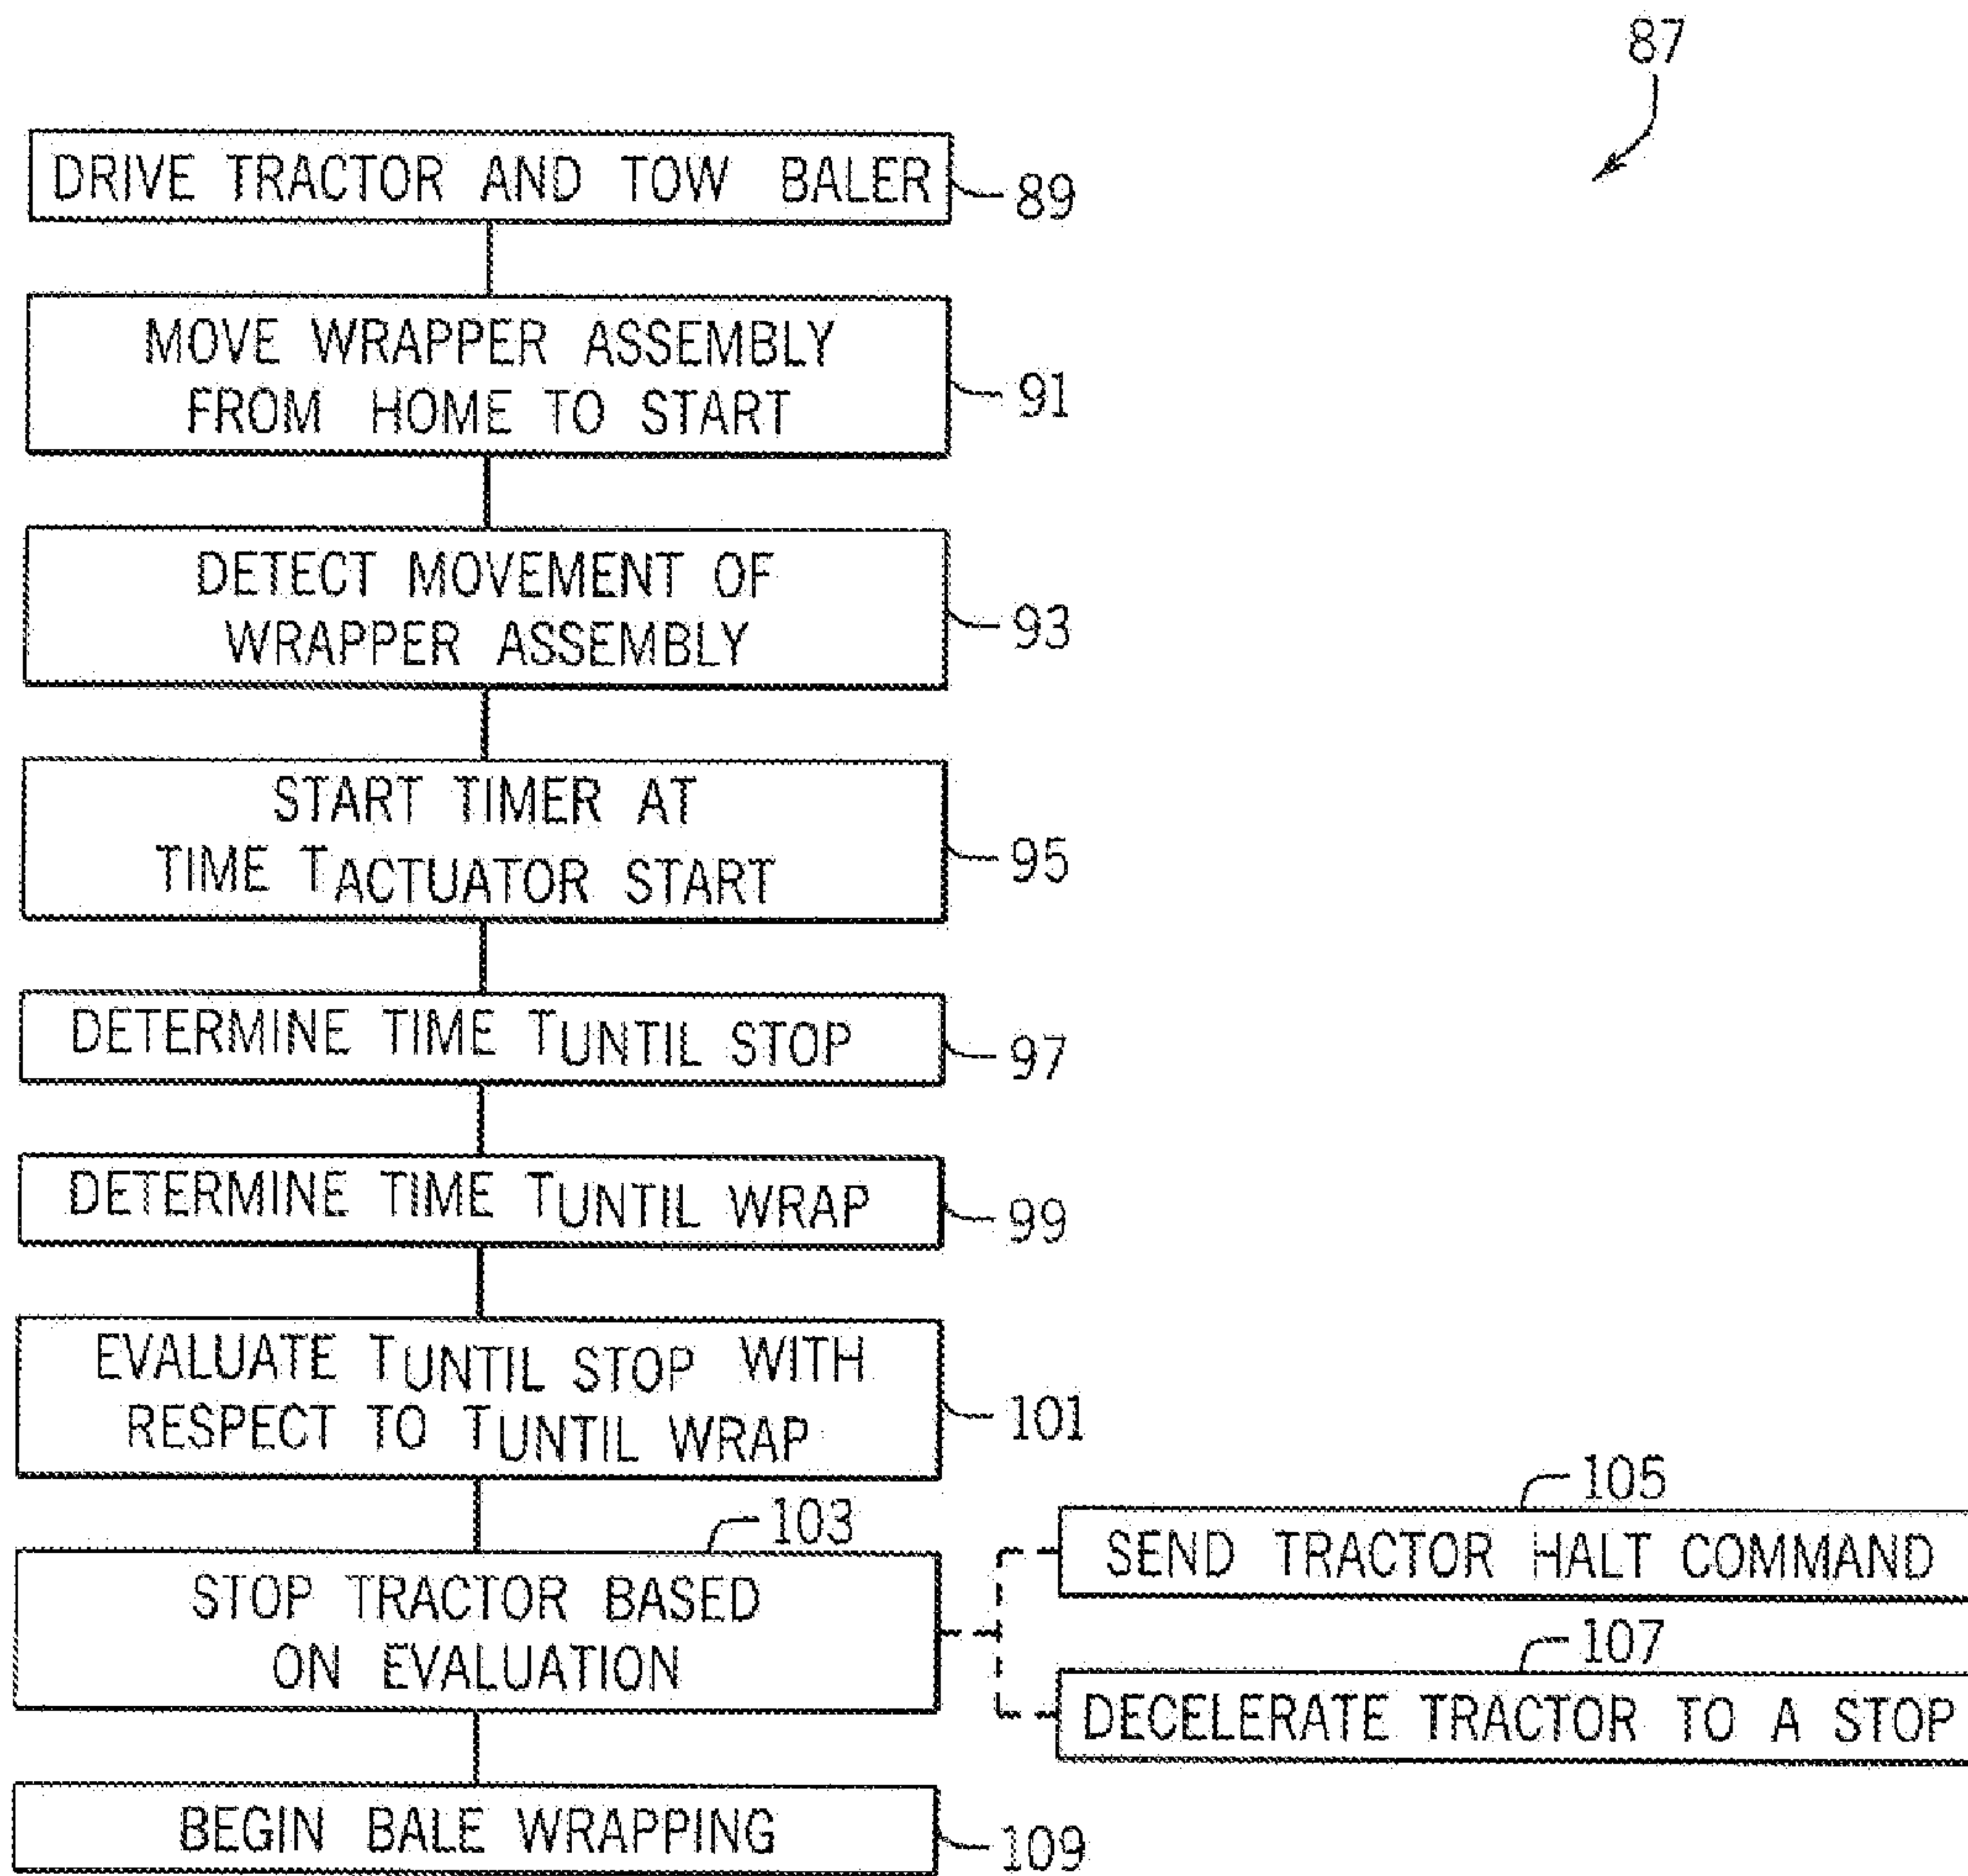 87
DRIVE TRACTOR AND TOW BALER
89
MOVE WRAPPER ASSEMBLY
FROM HOME TO START
91
DETECT MOVEMENT OF
WRAPPER ASSEMBLY
93
START TIMER AT
TIME TACTUATOR START
95
DETERMINE TIME TUNTIL STOP
97
DETERMINE TIME TUNTIL WRAP
99
EVALUATE TUNTIL STOP WITH
RESPECT TO TUNTIL WRAP
101
103
STOP TRACTOR BASED
ON EVALUATION
105
SEND TRACTOR HALT COMMAND
107
DECELERATE TRACTOR TO A STOP
BEGIN BALE WRAPPING
109